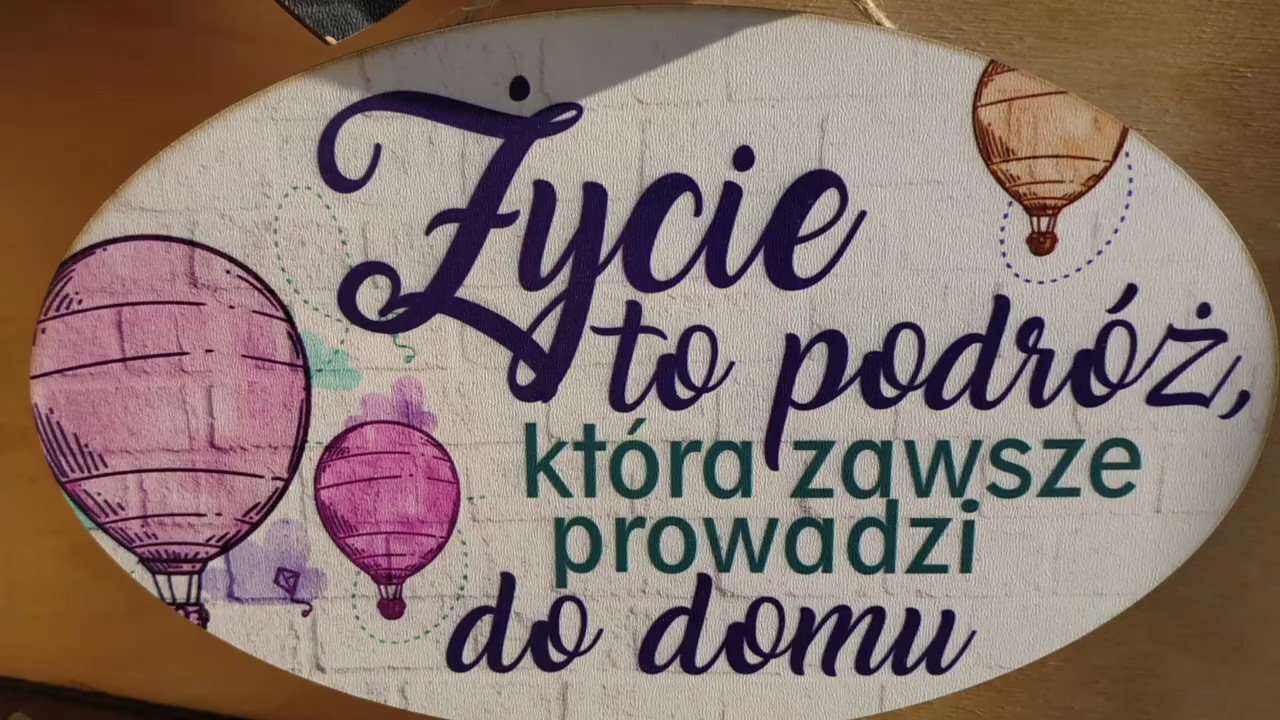 Życie
to podróż,
która zawsze
prowadzi
do domu